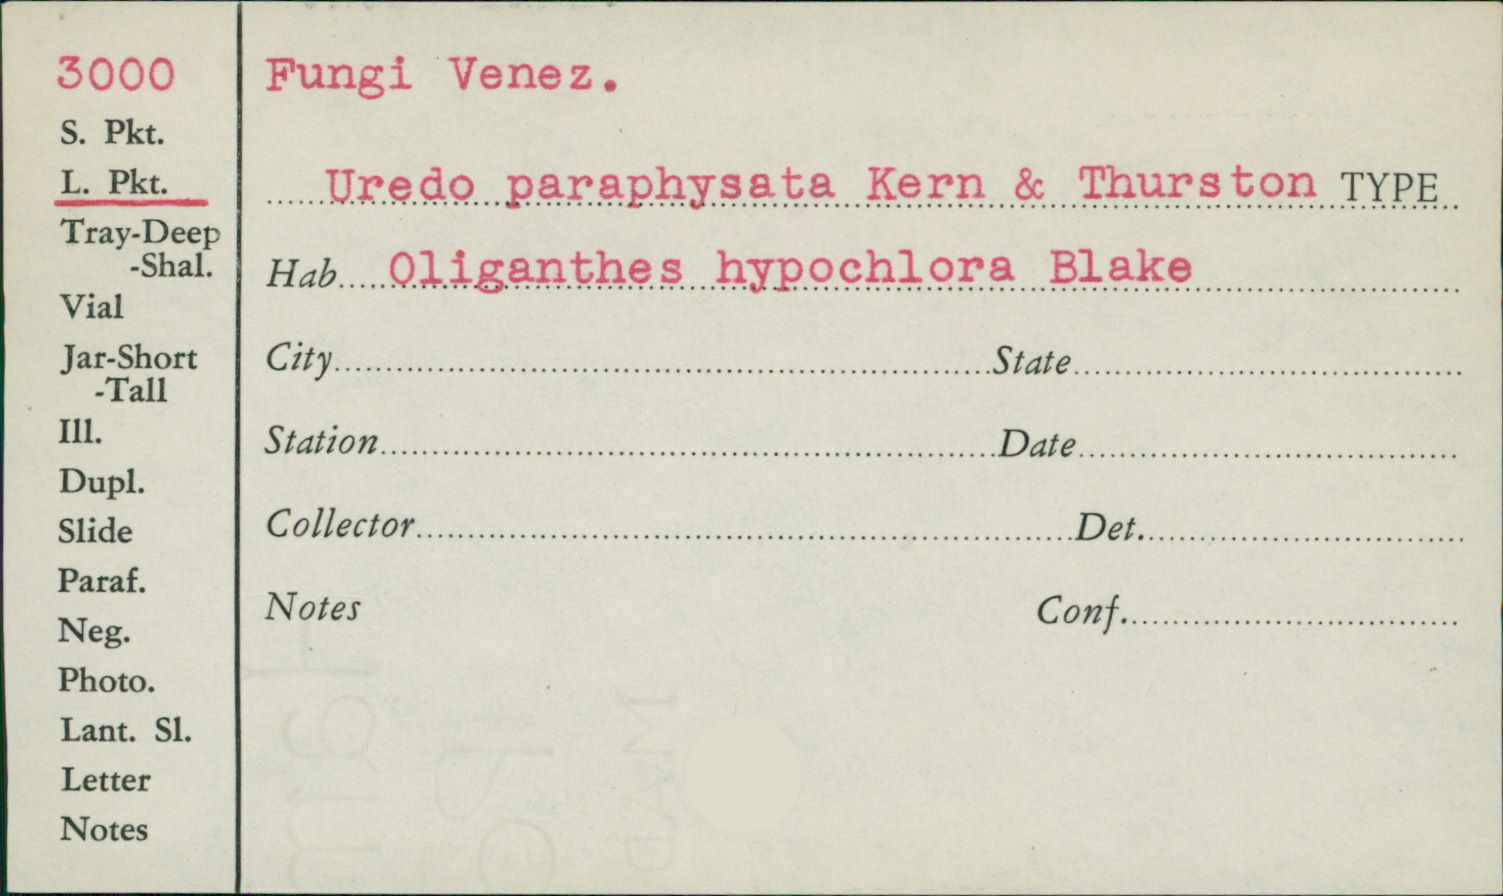 3000
S. Pkt.
L. Pkt.
Tray-Deep
-Shal.
Vial
Jar-Short
-Tall
Ill.
Dupl.
Slide
Paraf.
Neg.
Photo.
Lant. Sl.
Letter
Notes
Fungi Venez.
Uredo paraphysata Kern & Thurston TYPE
Hab. Oliganthes hypochlora Blake
City State
Station Date
Collector Det.
Notes Conf.